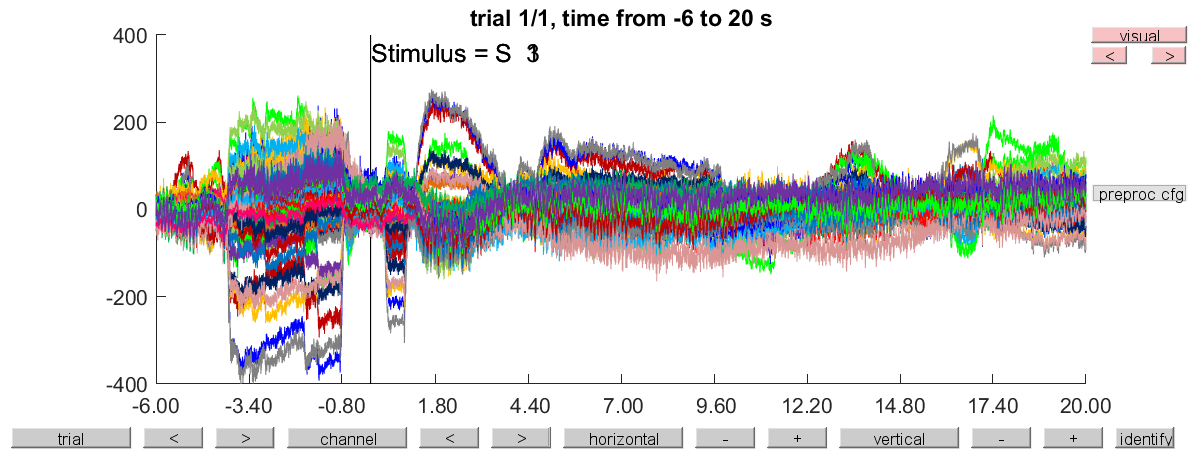 trial 1/1, time from -6 to 20 s
visual
< >
Stimulus = S
400
200
0
-200
-400
preproc cfg
-6.00 -3.40 -0.80 1.80 4.40 7.00 9.60 12.20 14.80 17.40 20.00
trial < > channel < > horizontal - + vertical - + identify